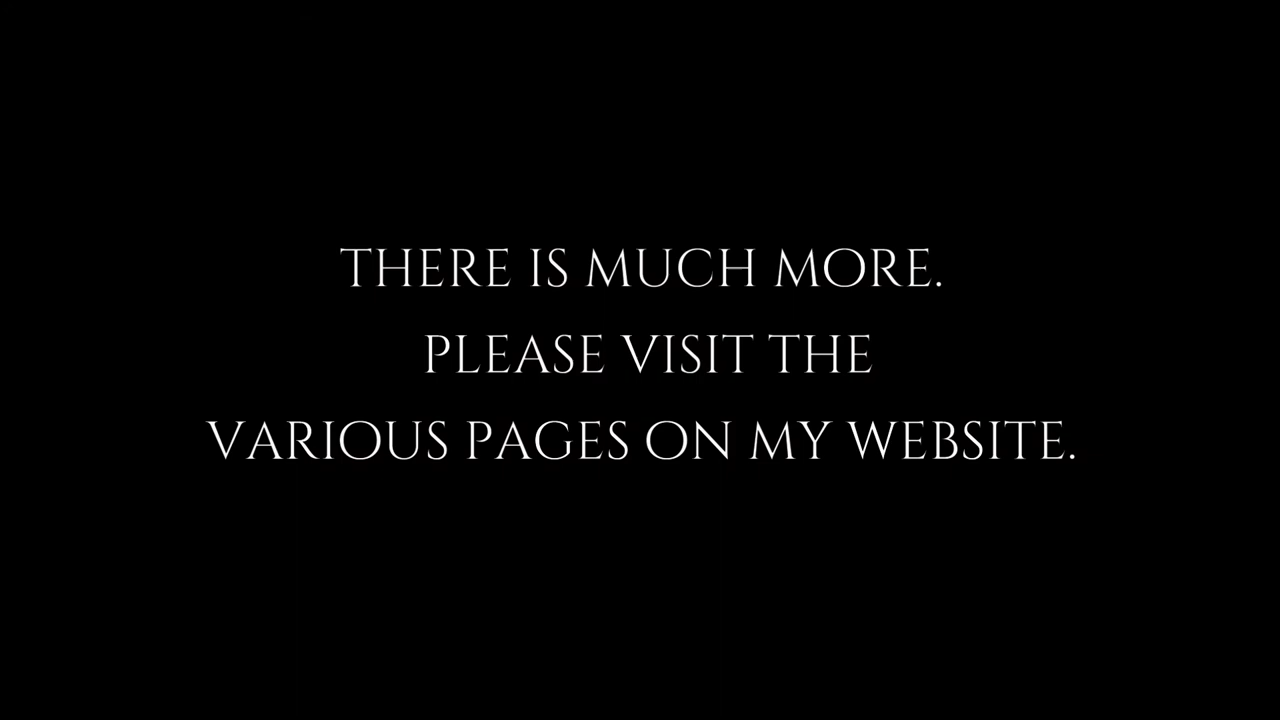 THERE IS MUCH MORE.
PLEASE VISIT THE
VARIOUS PAGES ON MY WEBSITE.